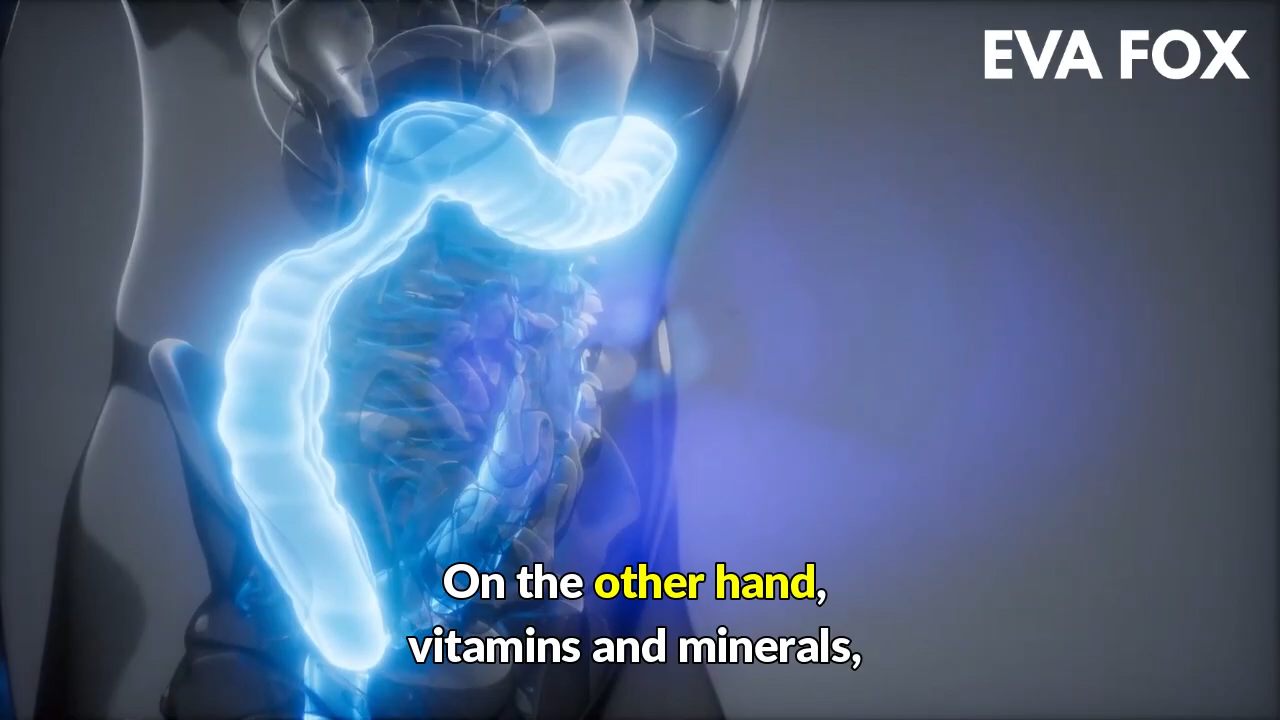 EVA FOX
On the other hand,
vitamins and minerals,